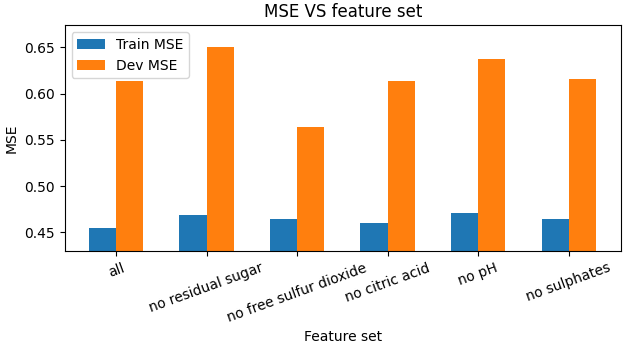 MSE VS feature set
Train MSE
Dev MSE
MSE
0.65
0.60
0.55
0.50
0.45
all
no residual sugar
no free sulfur dioxide
no citric acid
no pH
no sulphates
Feature set